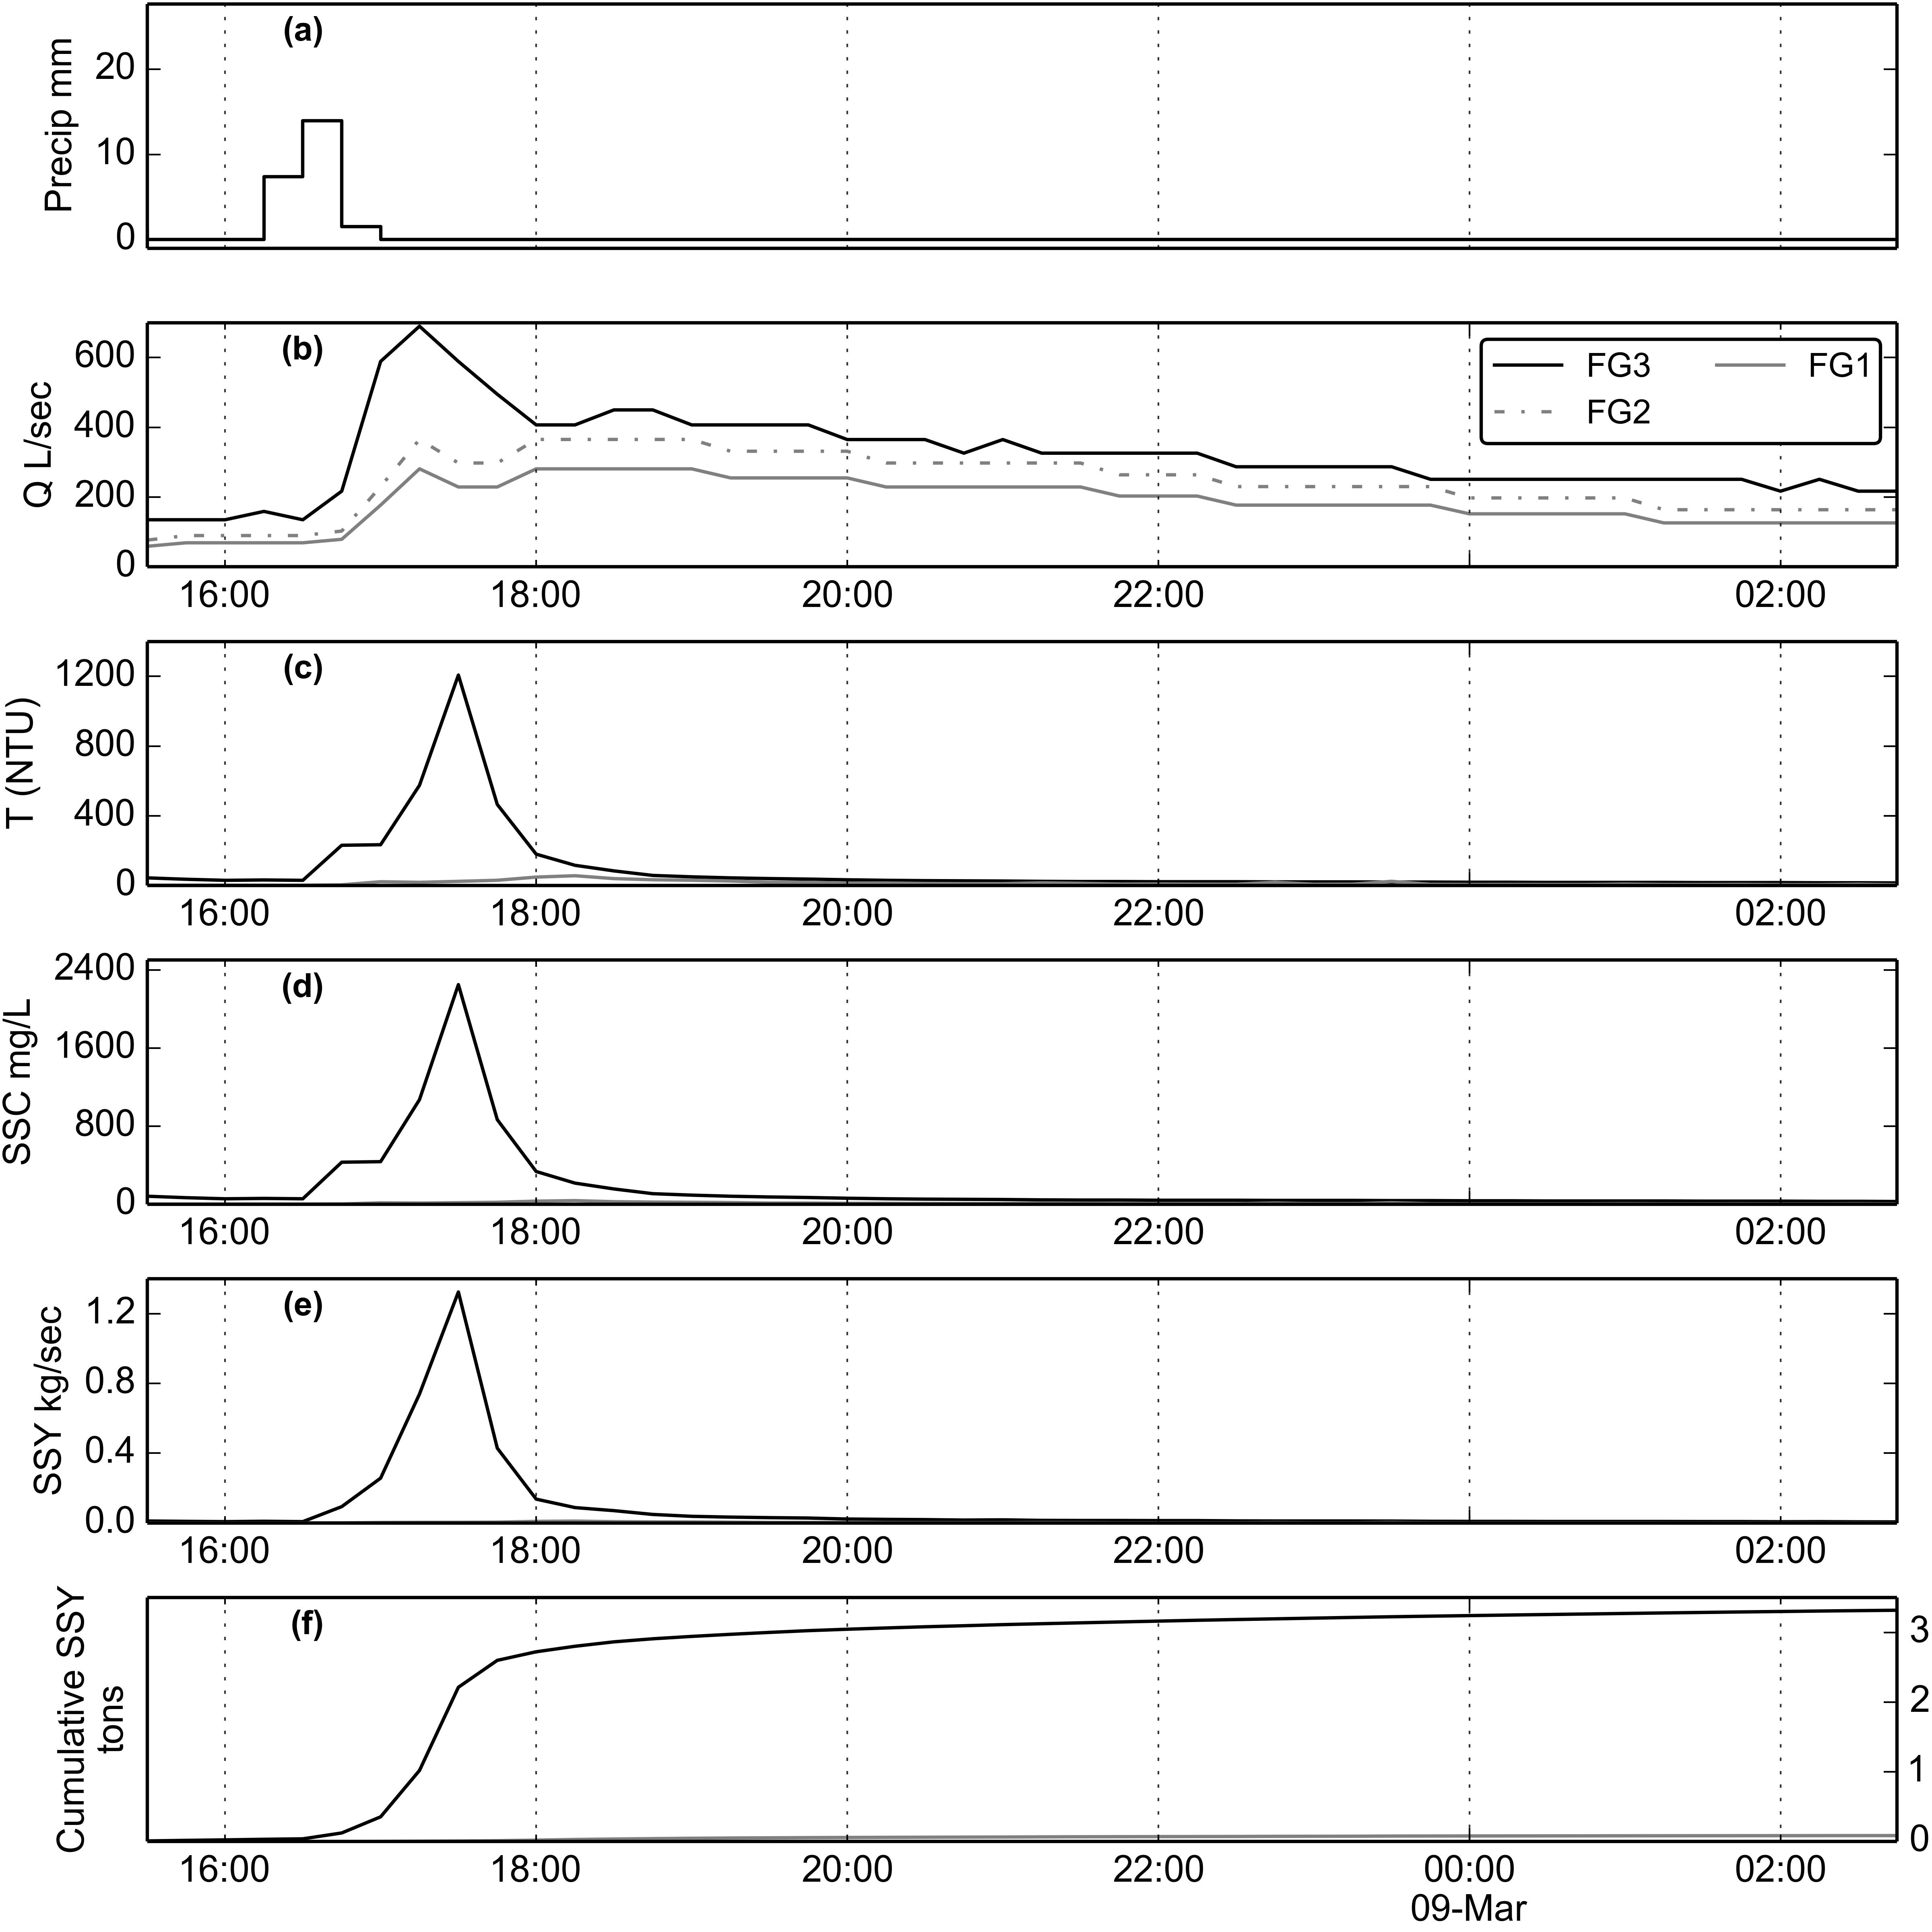 (a)
Precip mm
20
10
0
(b)
Q L/sec
600
400
200
0
FG3 FG1
FG2
16:00 18:00 20:00 22:00 02:00
(c)
T (NTU)
1200
800
400
0
16:00 18:00 20:00 22:00 02:00
(d)
SSC mg/L
2400
1600
800
0
16:00 18:00 20:00 22:00 02:00
(e)
SSY kg/sec
1.2
0.8
0.4
0.0
16:00 18:00 20:00 22:00 02:00
(f)
Cumulative SSY
tons
3
2
1
0
16:00 18:00 20:00 22:00 00:00 02:00
09-Mar